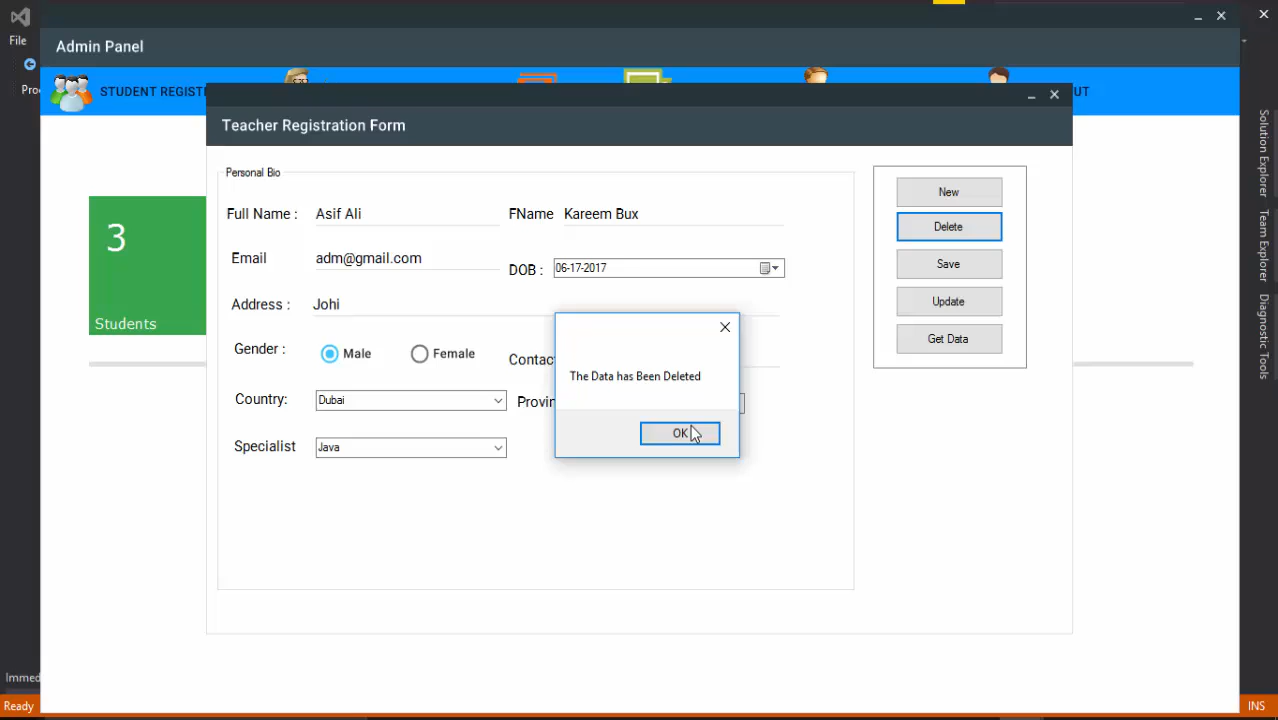 File
Admin Panel
Proc
STUDENT REGISTR
UT
Teacher Registration Form
Personal Bio
Full Name :
Asif Ali
FName
Kareem Bux
Email
adm@gmail.com
DOB :
06-17-2017
Address :
Johi
Gender :
Male
Female
Contac
Country:
Dubai
Provin
Specialist
Java
New
Delete
Save
Update
Get Data
3
Students
The Data has Been Deleted
OK
Solution Explorer
Team Explorer
Diagnostic Tools
Immed
Ready
INS